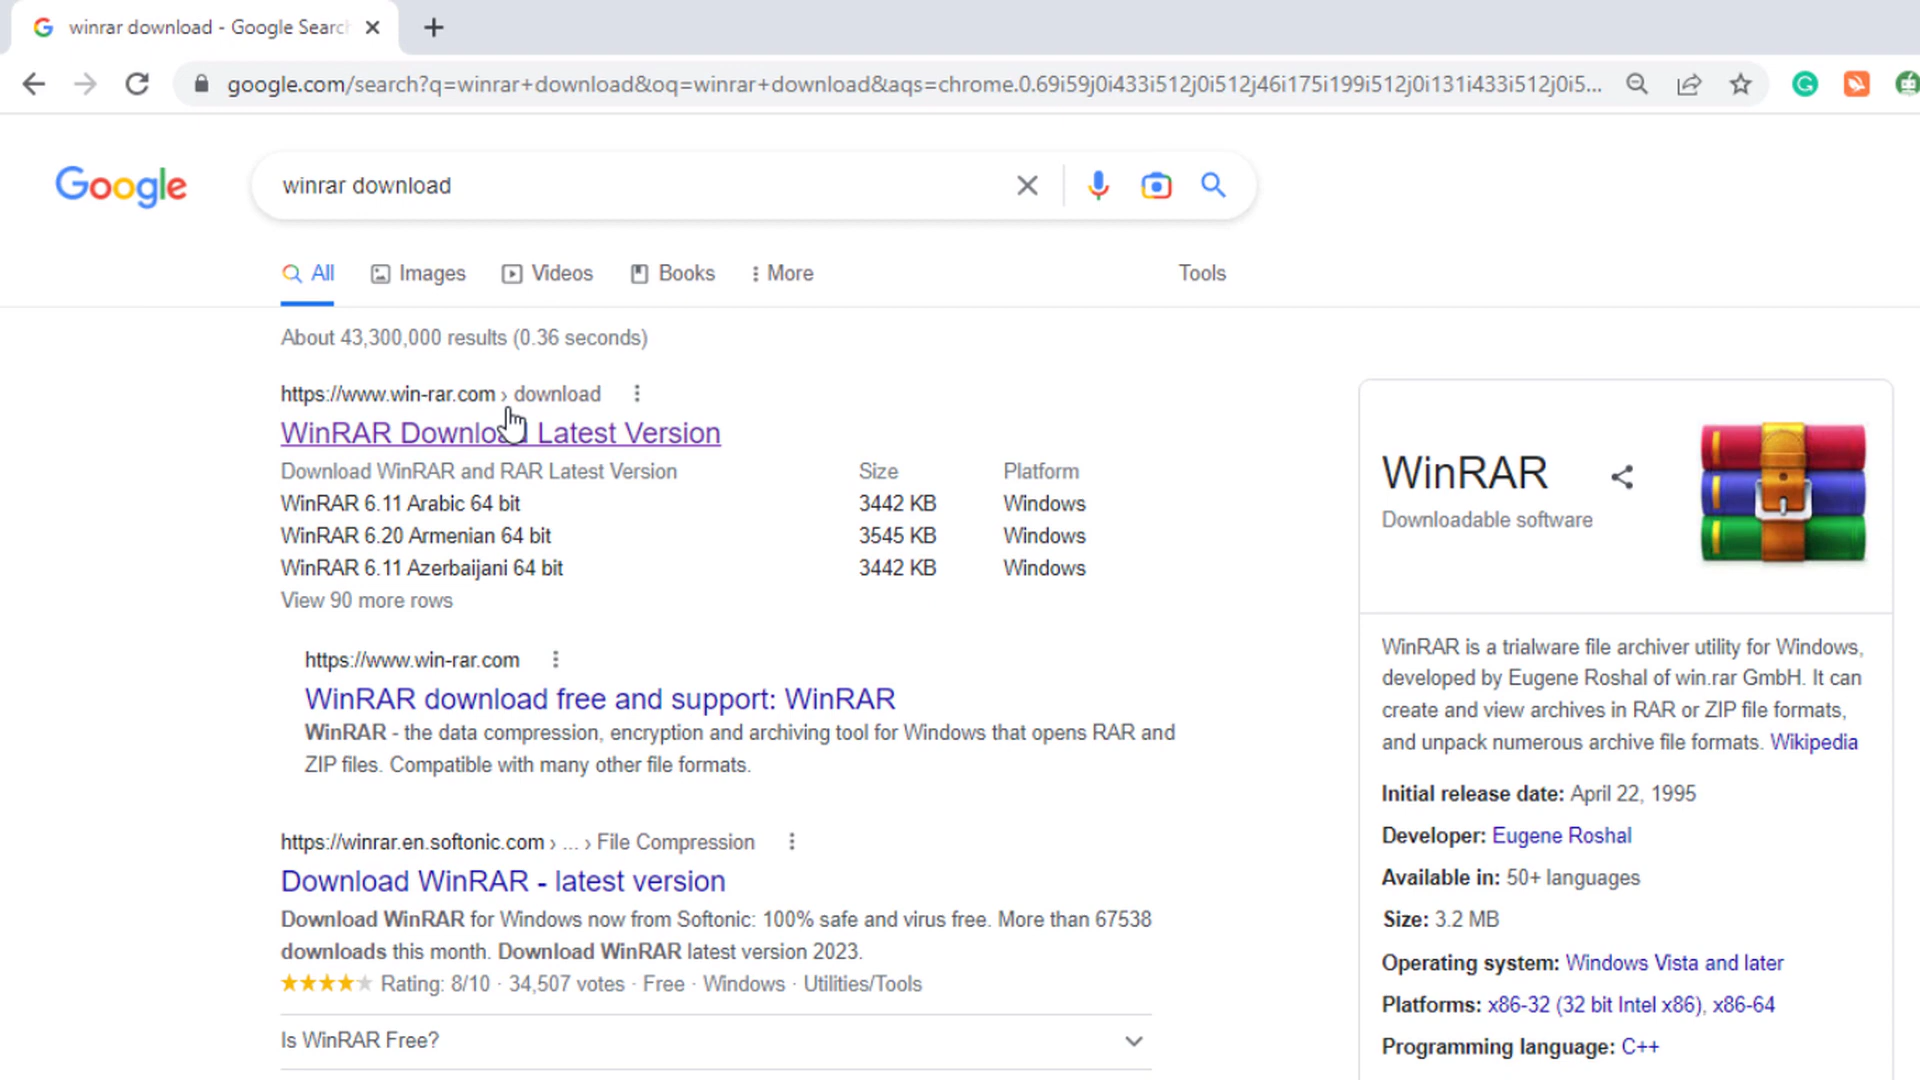 winrar download - Google Search
google.com/search?q=winrar+download&oq=winrar+download&aqs=chrome.0.69i59j0i433i512j0i512j46i175i199i512j0i131i433i512j0i5...
Google
winrar download
All Images Videos Books More Tools
About 43,300,000 results (0.36 seconds)
https://www.win-rar.com › download
WinRAR Download Latest Version
Download WinRAR and RAR Latest Version Size Platform
WinRAR 6.11 Arabic 64 bit 3442 KB Windows
WinRAR 6.20 Armenian 64 bit 3545 KB Windows
WinRAR 6.11 Azerbaijani 64 bit 3442 KB Windows
View 90 more rows
https://www.win-rar.com
WinRAR download free and support: WinRAR
WinRAR - the data compression, encryption and archiving tool for Windows that opens RAR and
ZIP files. Compatible with many other file formats.
https://winrar.en.softonic.com › ... › File Compression
Download WinRAR - latest version
Download WinRAR for Windows now from Softonic: 100% safe and virus free. More than 67538
downloads this month. Download WinRAR latest version 2023.
Rating: 8/10 · 34,507 votes · Free · Windows · Utilities/Tools
Is WinRAR Free?
WinRAR
Downloadable software
WinRAR is a trialware file archiver utility for Windows,
developed by Eugene Roshal of win.rar GmbH. It can
create and view archives in RAR or ZIP file formats,
and unpack numerous archive file formats. Wikipedia
Initial release date: April 22, 1995
Developer: Eugene Roshal
Available in: 50+ languages
Size: 3.2 MB
Operating system: Windows Vista and later
Platforms: x86-32 (32 bit Intel x86), x86-64
Programming language: C++